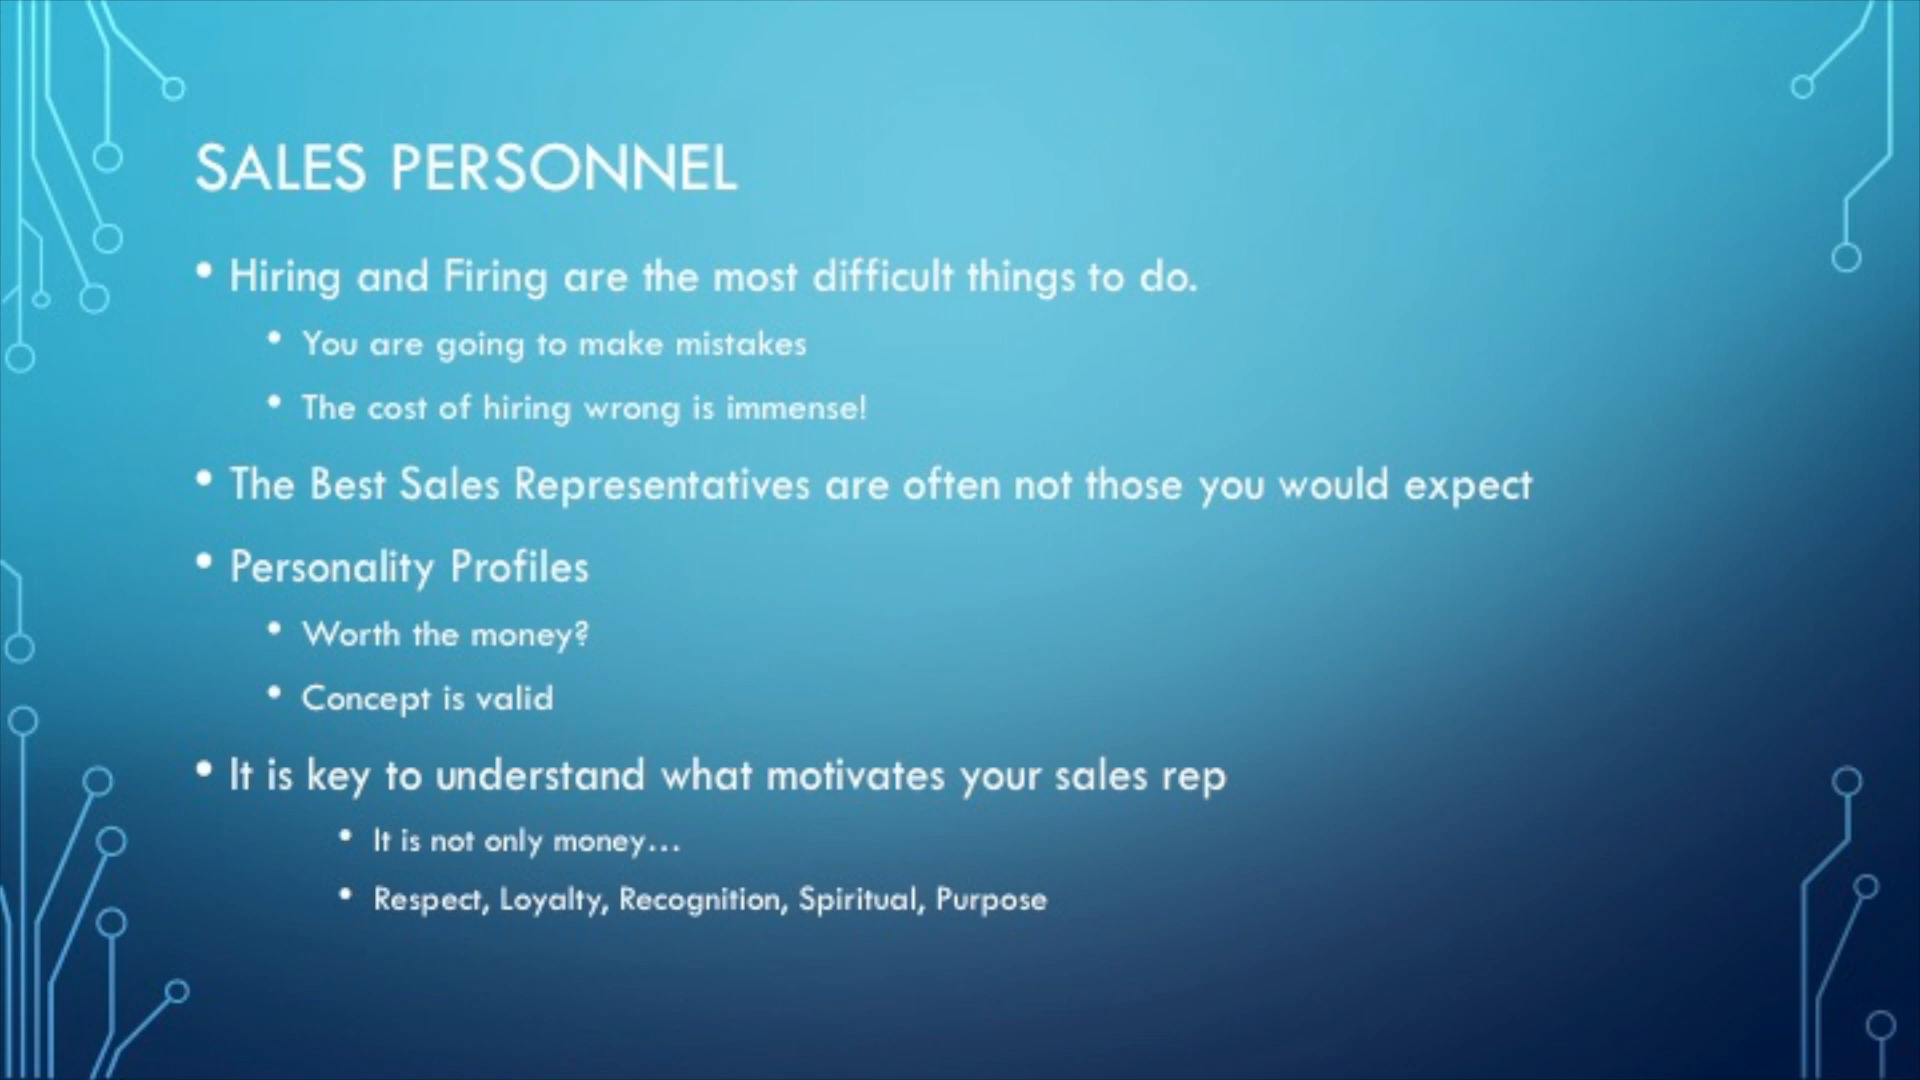 SALES PERSONNEL
• Hiring and Firing are the most difficult things to do.
• You are going to make mistakes
• The cost of hiring wrong is immense!
• The Best Sales Representatives are often not those you would expect
• Personality Profiles
• Worth the money?
• Concept is valid
• It is key to understand what motivates your sales rep
• It is not only money...
• Respect, Loyalty, Recognition, Spiritual, Purpose